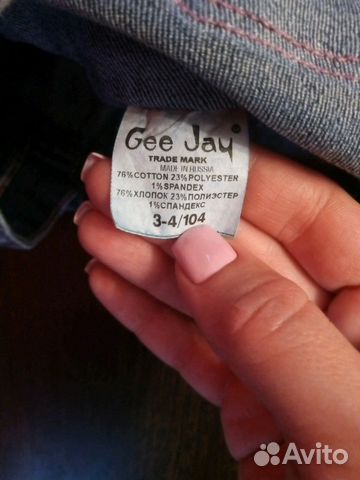 Gee Jay
TRADE MARK
MADE IN RUSSIA
76%COTTON 23%POLYESTER
1%SPANDEX
76%ХЛОПОК 23%ПОЛИЭСТЕР
1%СПАНДЕКС
3-4/104
Avito